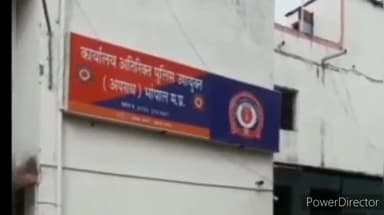 कार्यालय अतिरिक्त पुलिस उपायुक्त
( अपराध ) भोपाल म.प्र.
PowerDirector